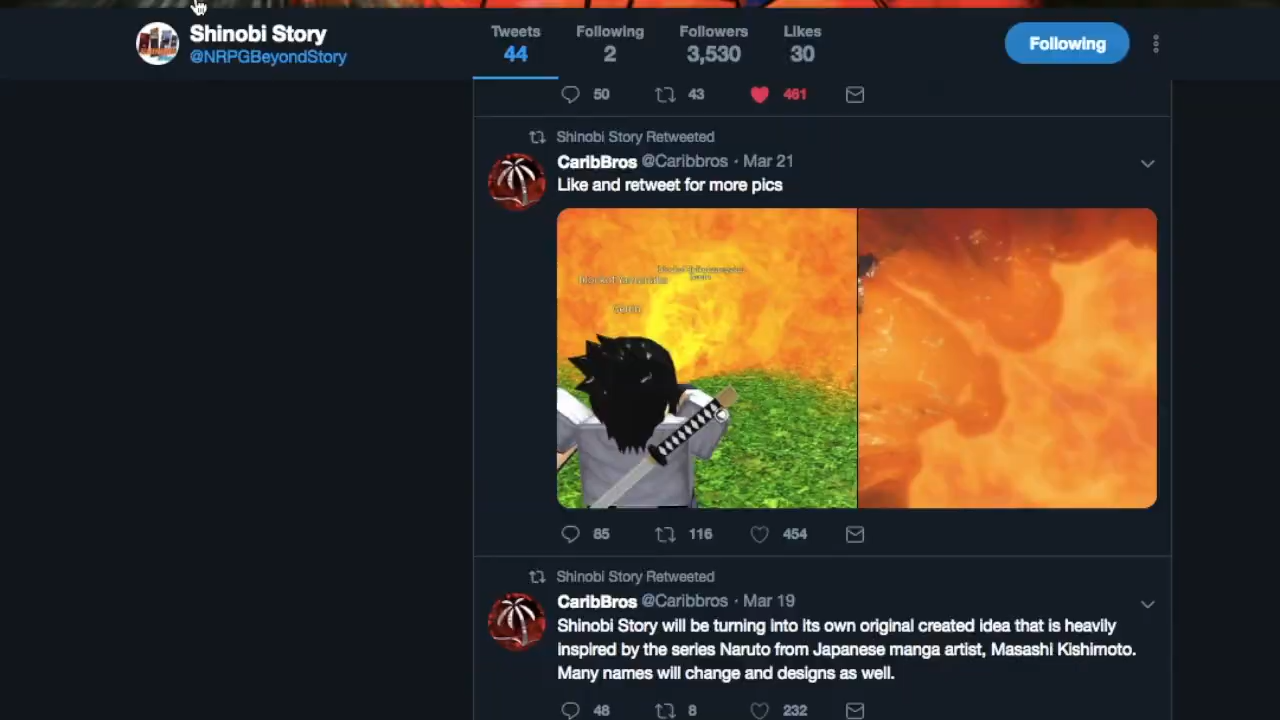 Shinobi Story
@NRPGBeyondStory
Tweets
44
Following
2
Followers
3,530
Likes
30
Following
50
43
461
Shinobi Story Retweeted
CaribBros @Caribbros · Mar 21
Like and retweet for more pics
85
116
454
Shinobi Story Retweeted
CaribBros @Caribbros · Mar 19
Shinobi Story will be turning into its own original created idea that is heavily
inspired by the series Naruto from Japanese manga artist, Masashi Kishimoto.
Many names will change and designs as well.
48
8
232